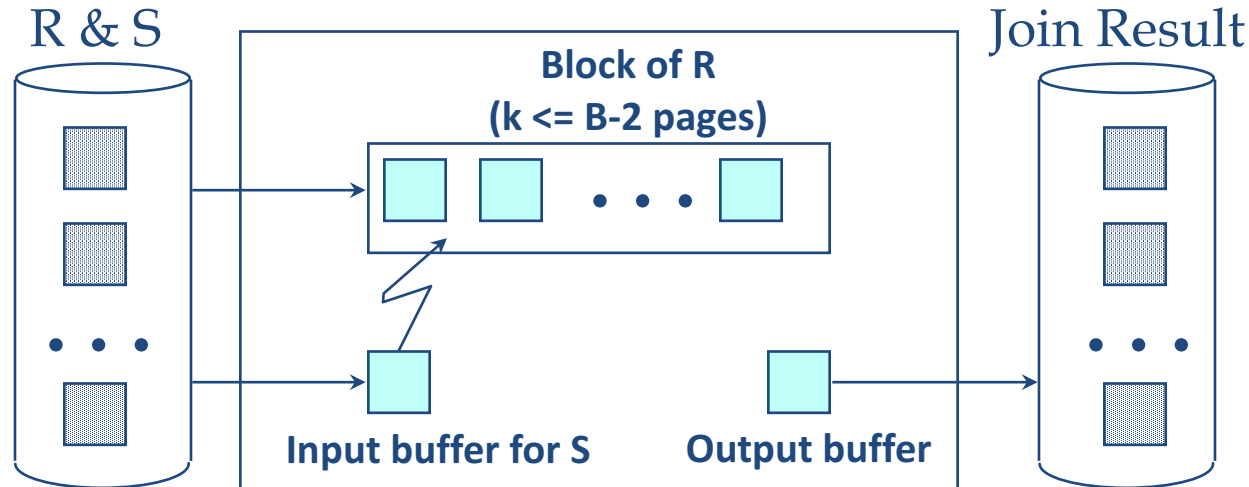 R & S
Join Result
Block of R
(k <= B-2 pages)
• • •
• • •
• • •
Input buffer for S
Output buffer